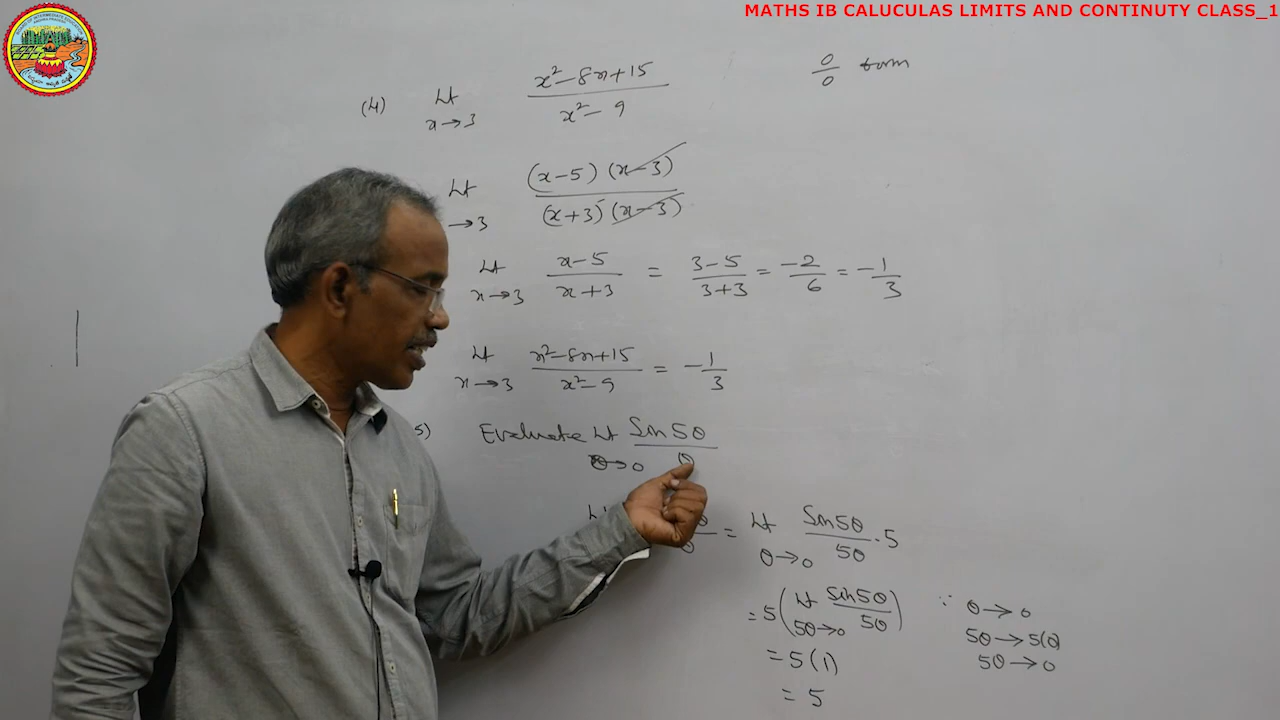 MATHS IB CALUCULAS LIMITS AND CONTINUTY CLASS_1
(4) Lt x→3 x²-8x+15 / x²-9
0/0 form
Lt →3 (x-5)(x-3) / (x+3)(x-3)
Lt x→3 x-5 / x+3 = 3-5 / 3+3 = -2/6 = -1/3
Lt x→3 x²-8x+15 / x²-9 = -1/3
5) Evaluate Lt θ→0 Sin5θ / θ
Lt θ / θ = Lt θ→0 Sin5θ / 5θ . 5
= 5(Lt 5θ→0 Sin5θ / 5θ) ∵ θ→0
5θ→5(0)
= 5(1) 5θ→0
= 5